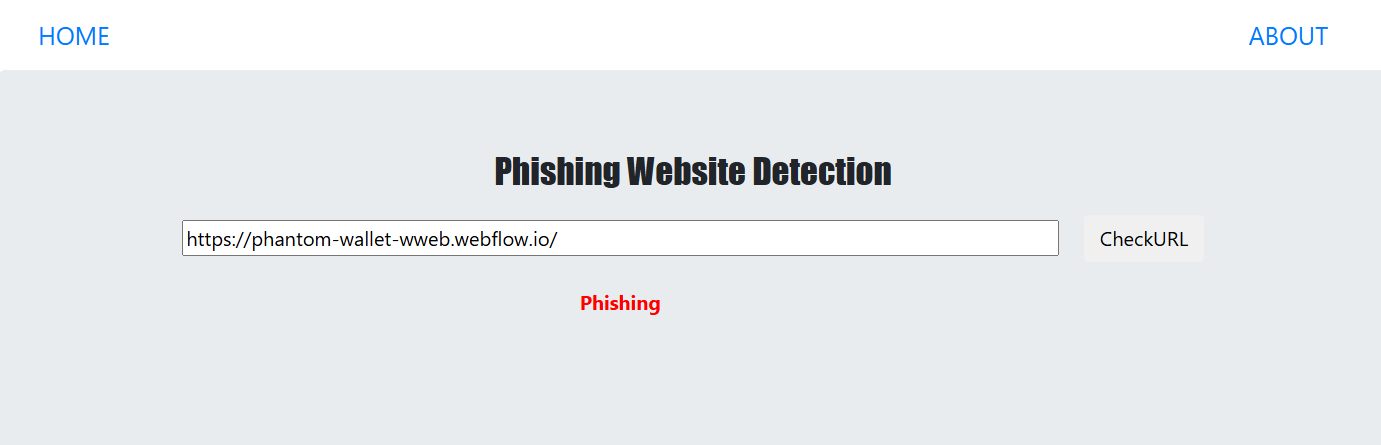 HOME ABOUT
Phishing Website Detection
https://phantom-wallet-wweb.webflow.io/ CheckURL
Phishing